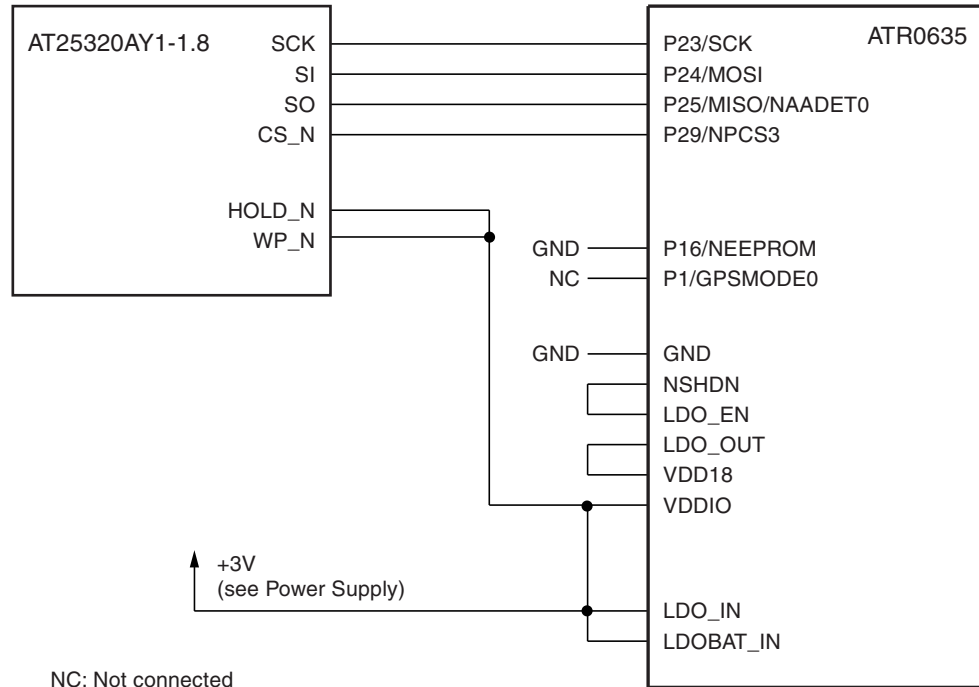 AT25320AY1-1.8
SCK
SI
SO
CS_N
HOLD_N
WP_N
ATR0635
P23/SCK
P24/MOSI
P25/MISO/NAADET0
P29/NPCS3
GND
P16/NEEPROM
NC
P1/GPSMODE0
GND
GND
NSHDN
LDO_EN
LDO_OUT
VDD18
VDDIO
+3V
(see Power Supply)
LDO_IN
LDOBAT_IN
NC: Not connected